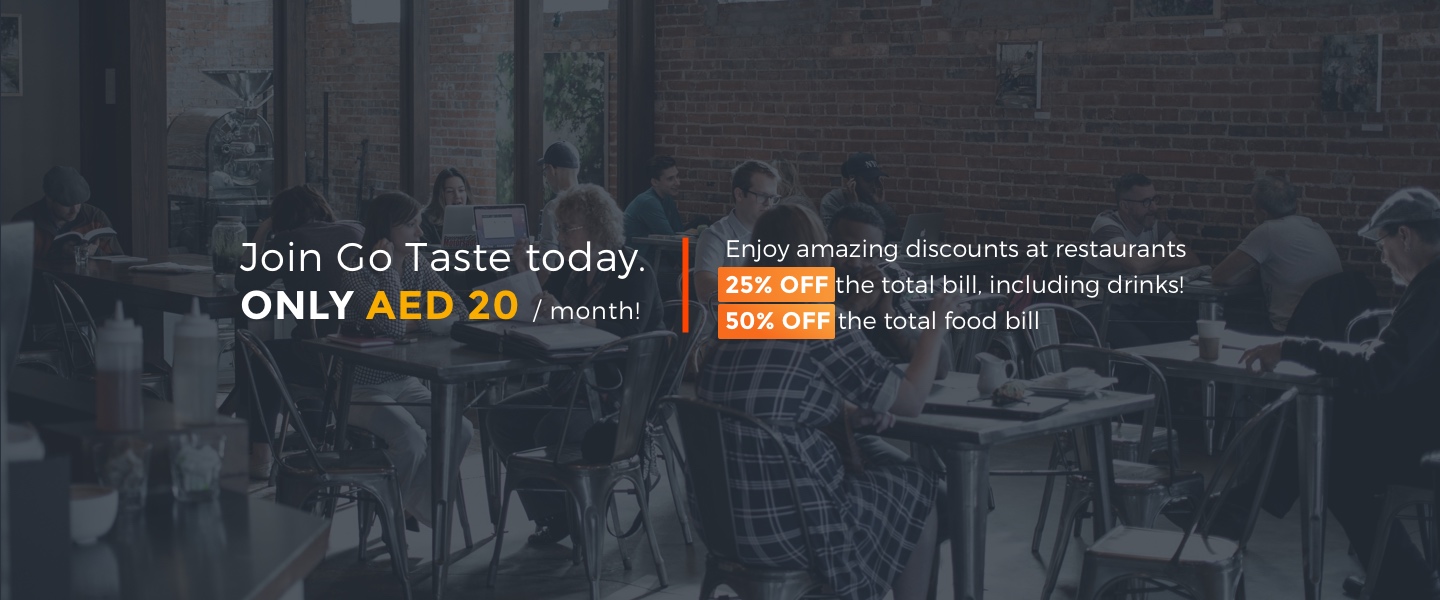 Join Go Taste today.
ONLY AED 20 / month!
Enjoy amazing discounts at restaurants
25% OFF the total bill, including drinks!
50% OFF the total food bill